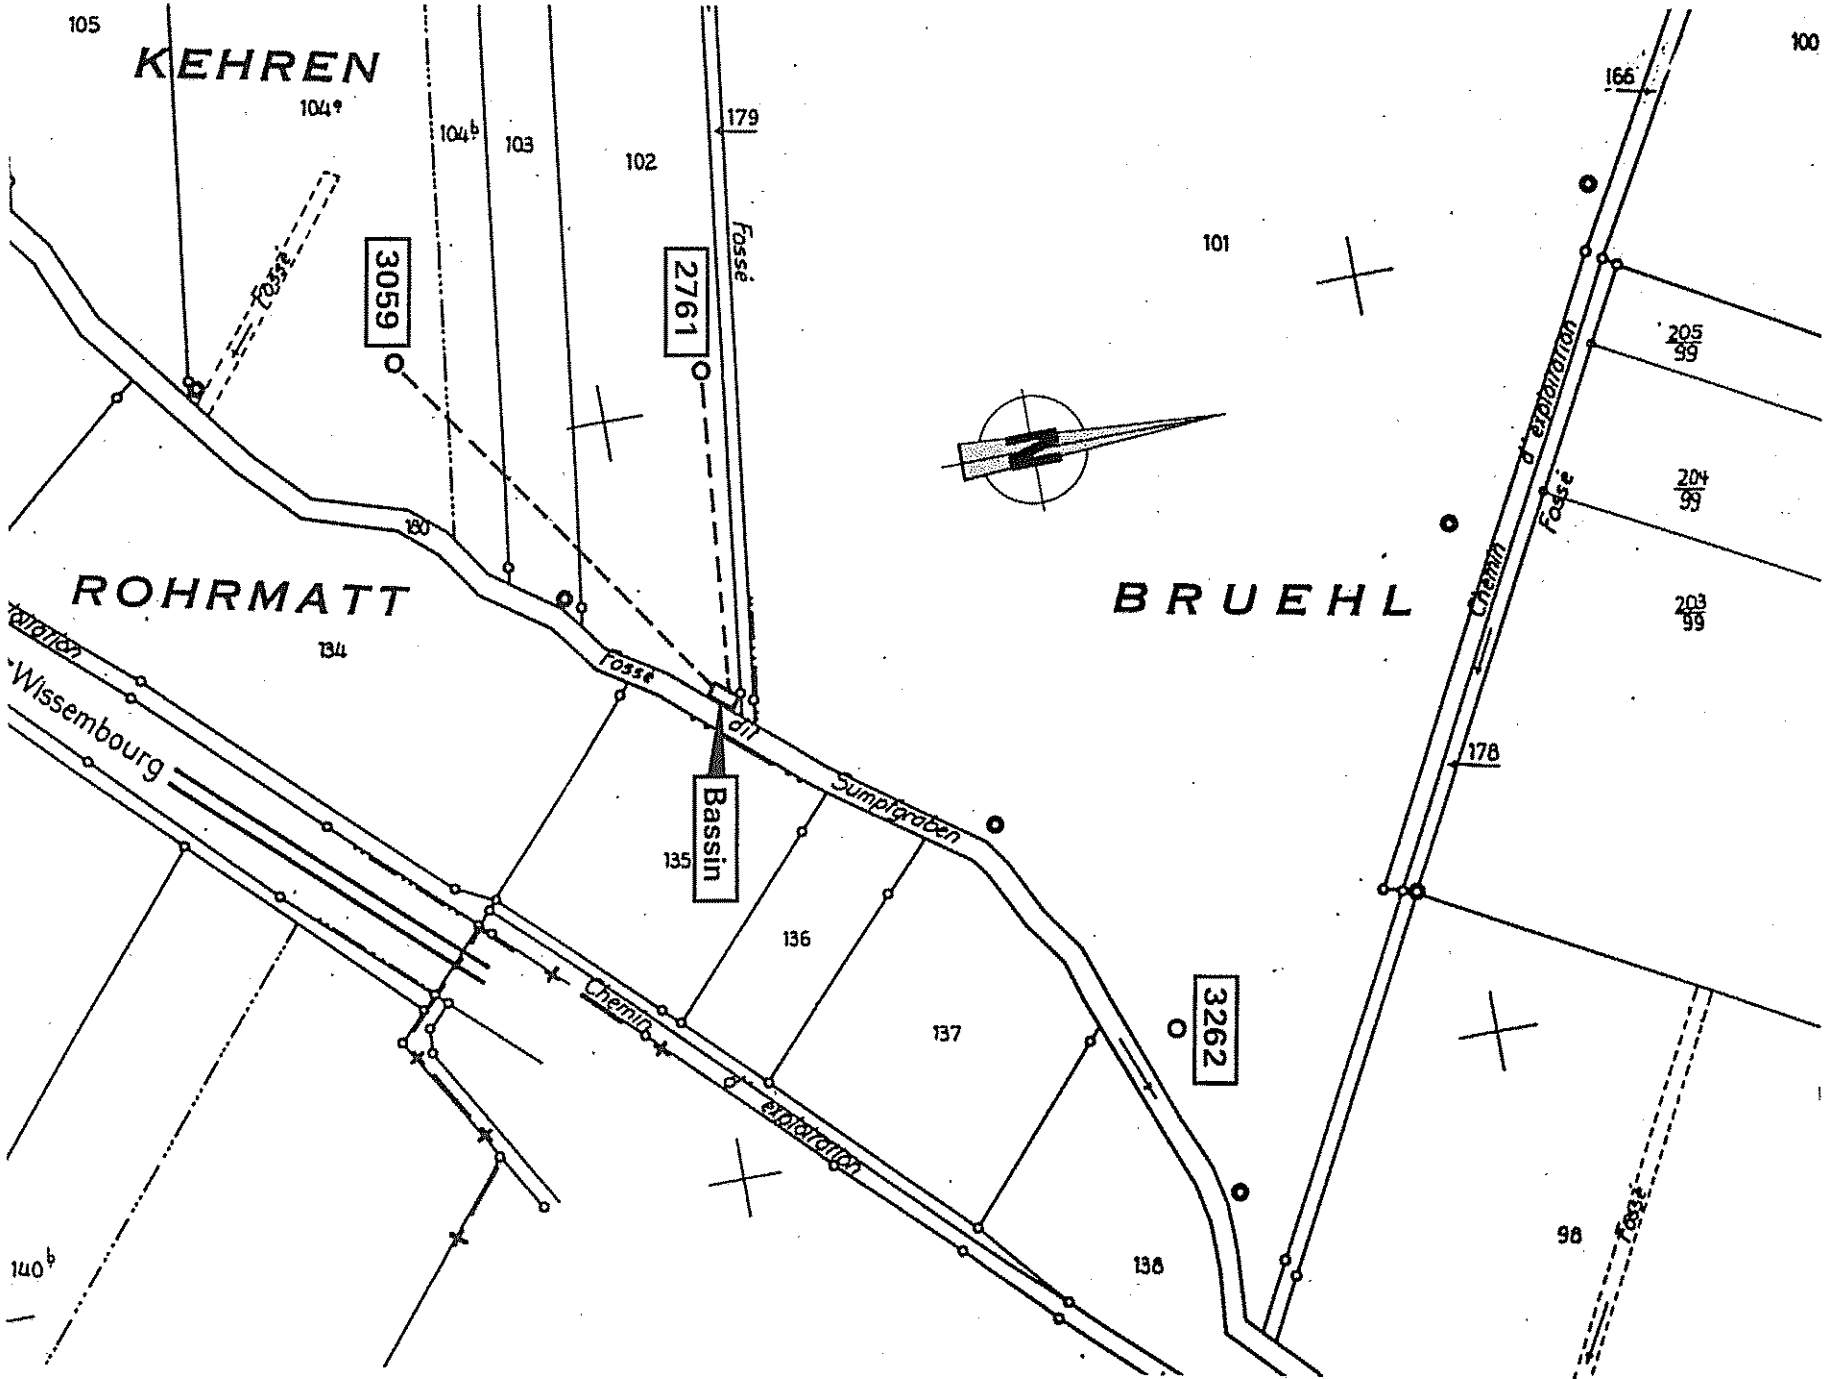 105
KEHREN
104ª
104ᵇ
103
102
179
Fossé
166
100
101
Fossé
3059
2761
205
99
204
99
203
99
Chemin d'exploitation
Fossé
N
180
ROHRMATT
134
BRUEHL
Fossé dit Sumpfgraben
Wissembourg
Bassin
178
135
136
137
3262
Chemin d'exploitation
138
98
Fossé
140ᵇ